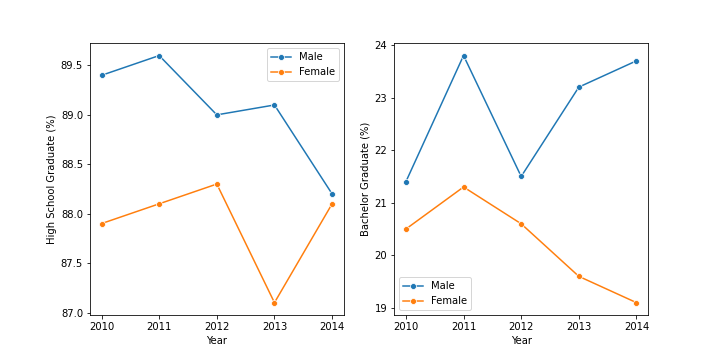 Male
Female
High School Graduate (%)
89.5
89.0
88.5
88.0
87.5
87.0
2010 2011 2012 2013 2014
Year
Bachelor Graduate (%)
24
23
22
21
20
19
Male
Female
2010 2011 2012 2013 2014
Year